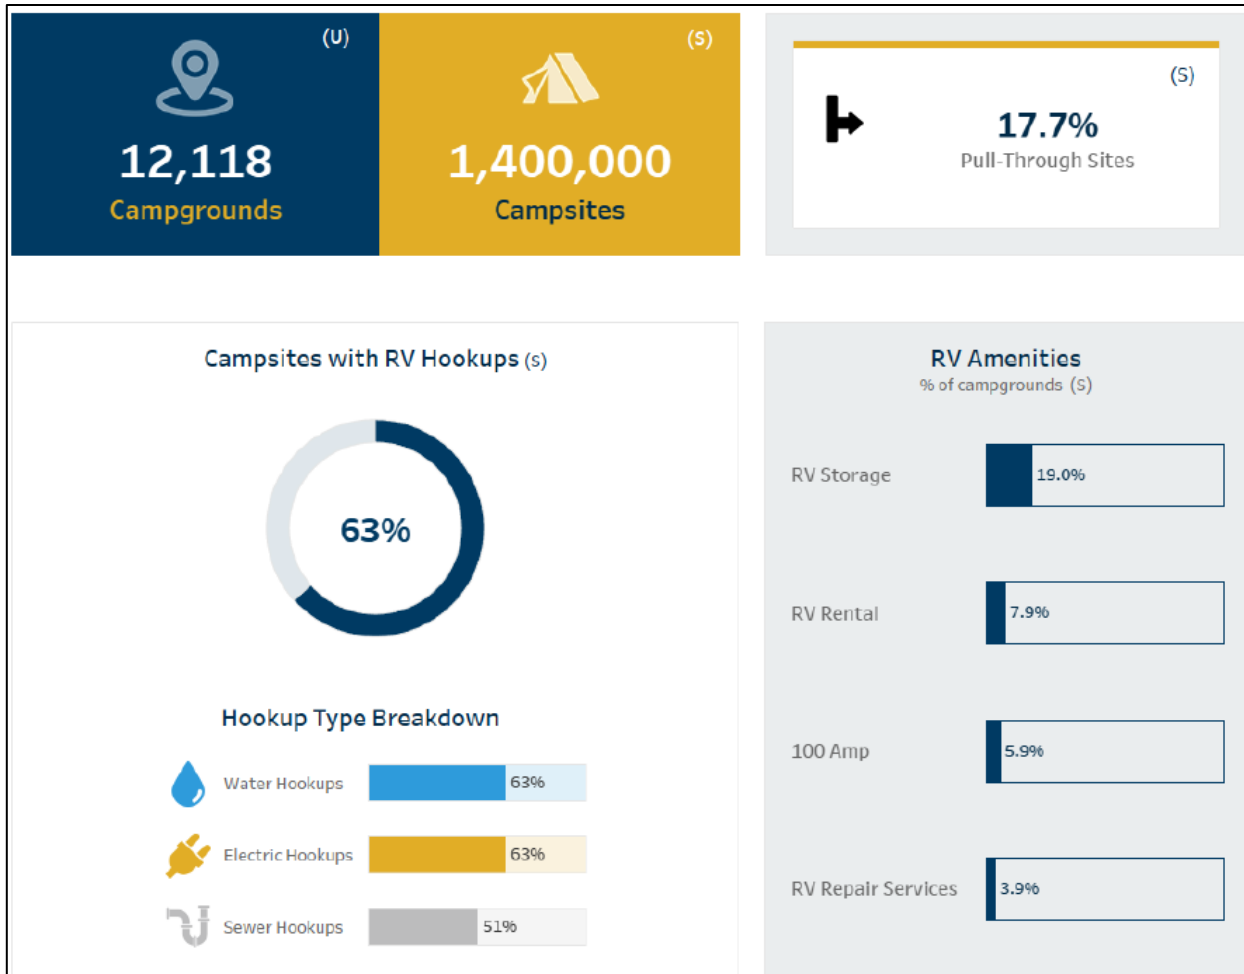 (U)
12,118
Campgrounds
(S)
1,400,000
Campsites
(S)
17.7%
Pull-Through Sites
Campsites with RV Hookups (s)
63%
Hookup Type Breakdown
Water Hookups 63%
Electric Hookups 63%
Sewer Hookups 51%
RV Amenities
% of campgrounds (S)
RV Storage 19.0%
RV Rental 7.9%
100 Amp 5.9%
RV Repair Services 3.9%